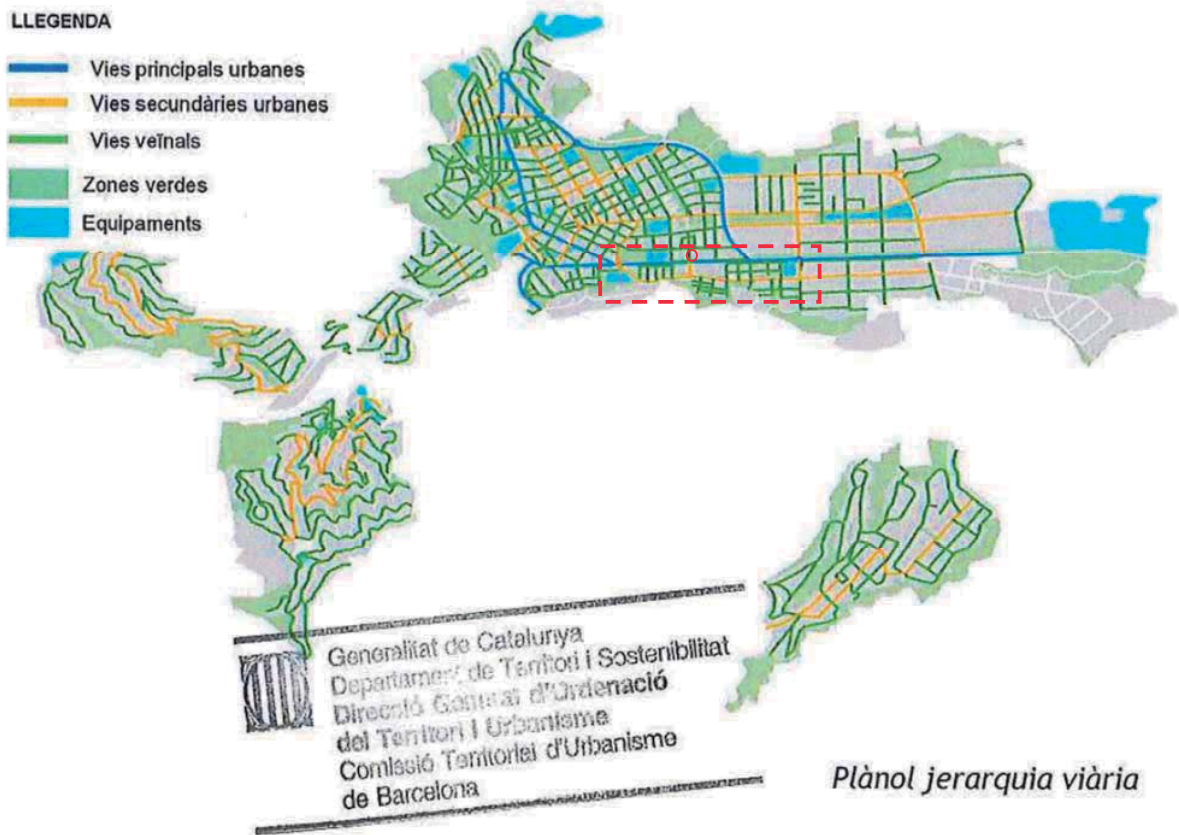 LLEGENDA
Vies principals urbanes
Vies secundàries urbanes
Vies veïnals
Zones verdes
Equipaments
Generalitat de Catalunya
Departament de Territori i Sostenibilitat
Direcció General d'Ordenació
del Territori i Urbanisme
Comissió Territorial d'Urbanisme
de Barcelona
Plànol jerarquia viària